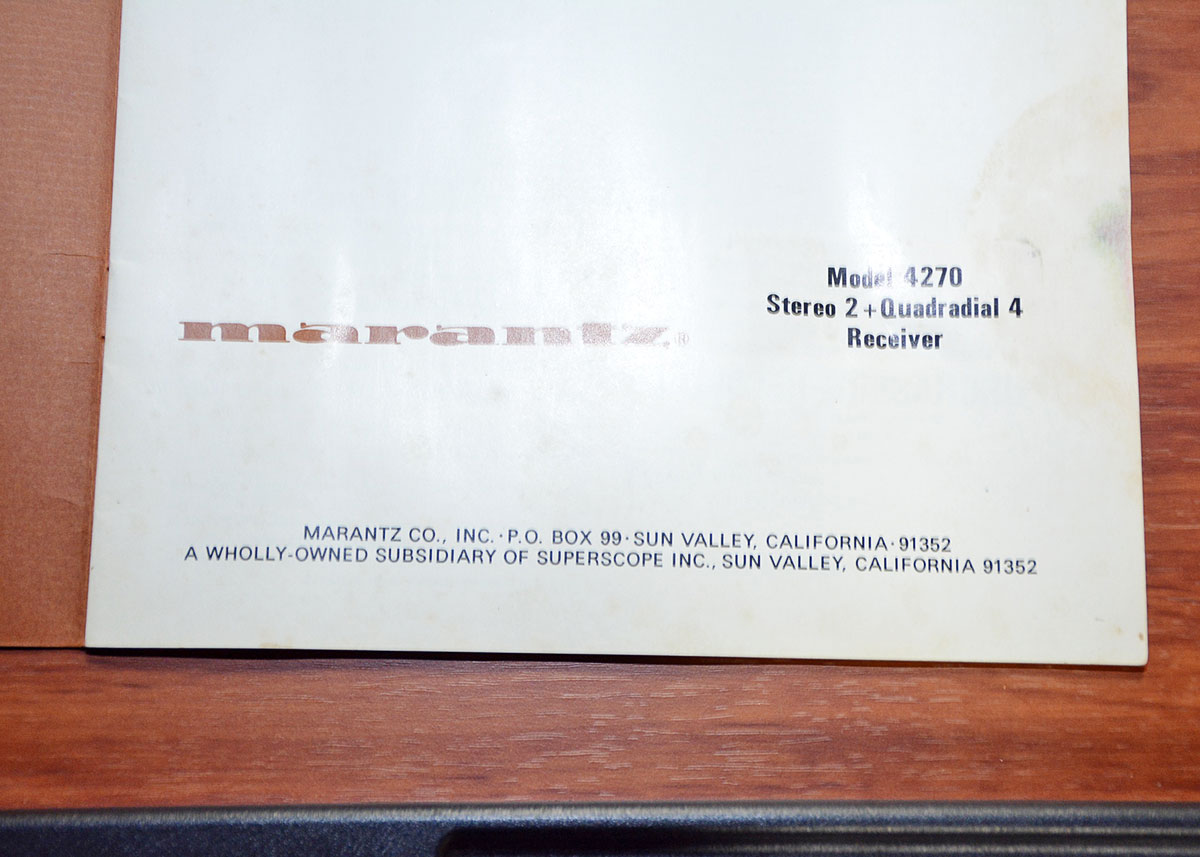 marantz®
Model 4270
Stereo 2+Quadradial 4
Receiver
MARANTZ CO., INC.·P.O. BOX 99·SUN VALLEY, CALIFORNIA·91352
A WHOLLY-OWNED SUBSIDIARY OF SUPERSCOPE INC., SUN VALLEY, CALIFORNIA 91352